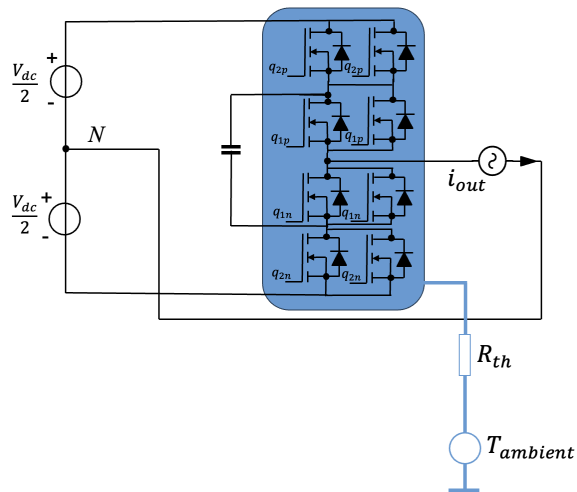 +
V_dc/2
-
N
+
V_dc/2
-
q_2p q_2p
q_1p q_1p
i_out
q_1n q_1n
q_2n q_2n
R_th
T_ambient